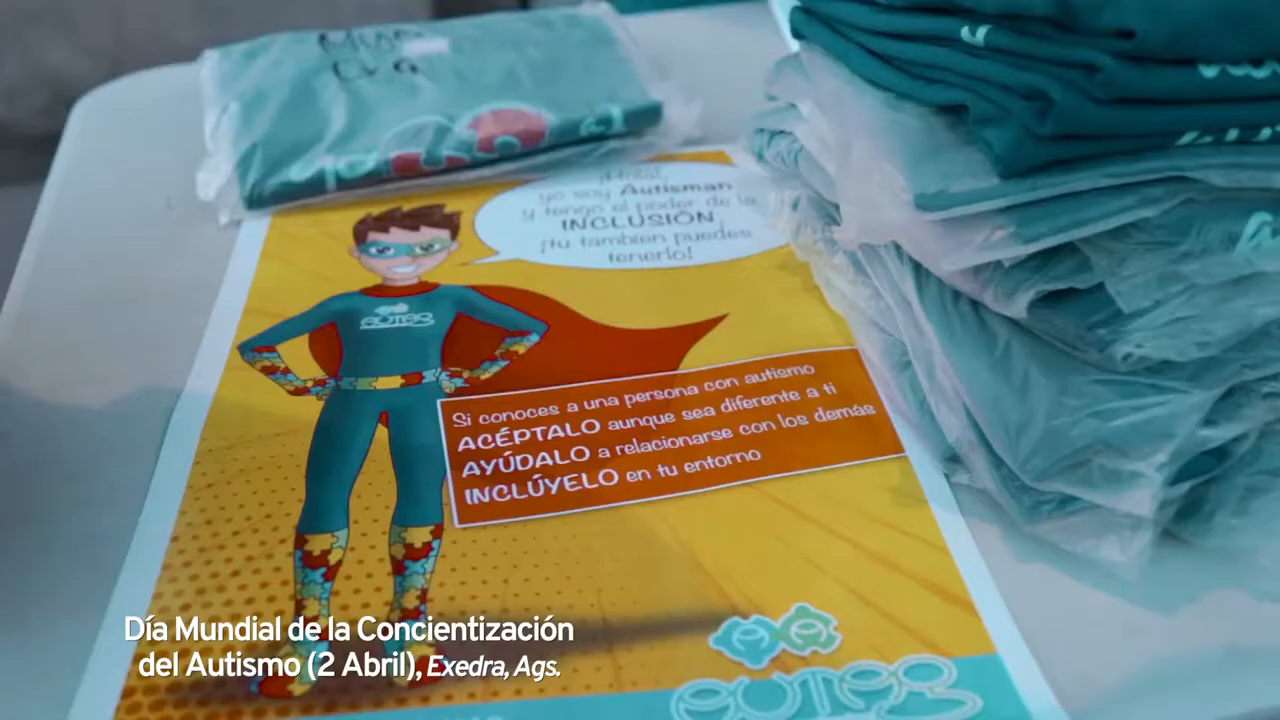 ¡Hola!,
yo soy Autisman
y tengo el poder de la
INCLUSIÓN,
¡tu tambien puedes
tenerlo!
Si conoces a una persona con autismo
ACÉPTALO aunque sea diferente a ti
AYÚDALO a relacionarse con los demás
INCLÚYELO en tu entorno
Día Mundial de la Concientización
del Autismo (2 Abril), Exedra, Ags.